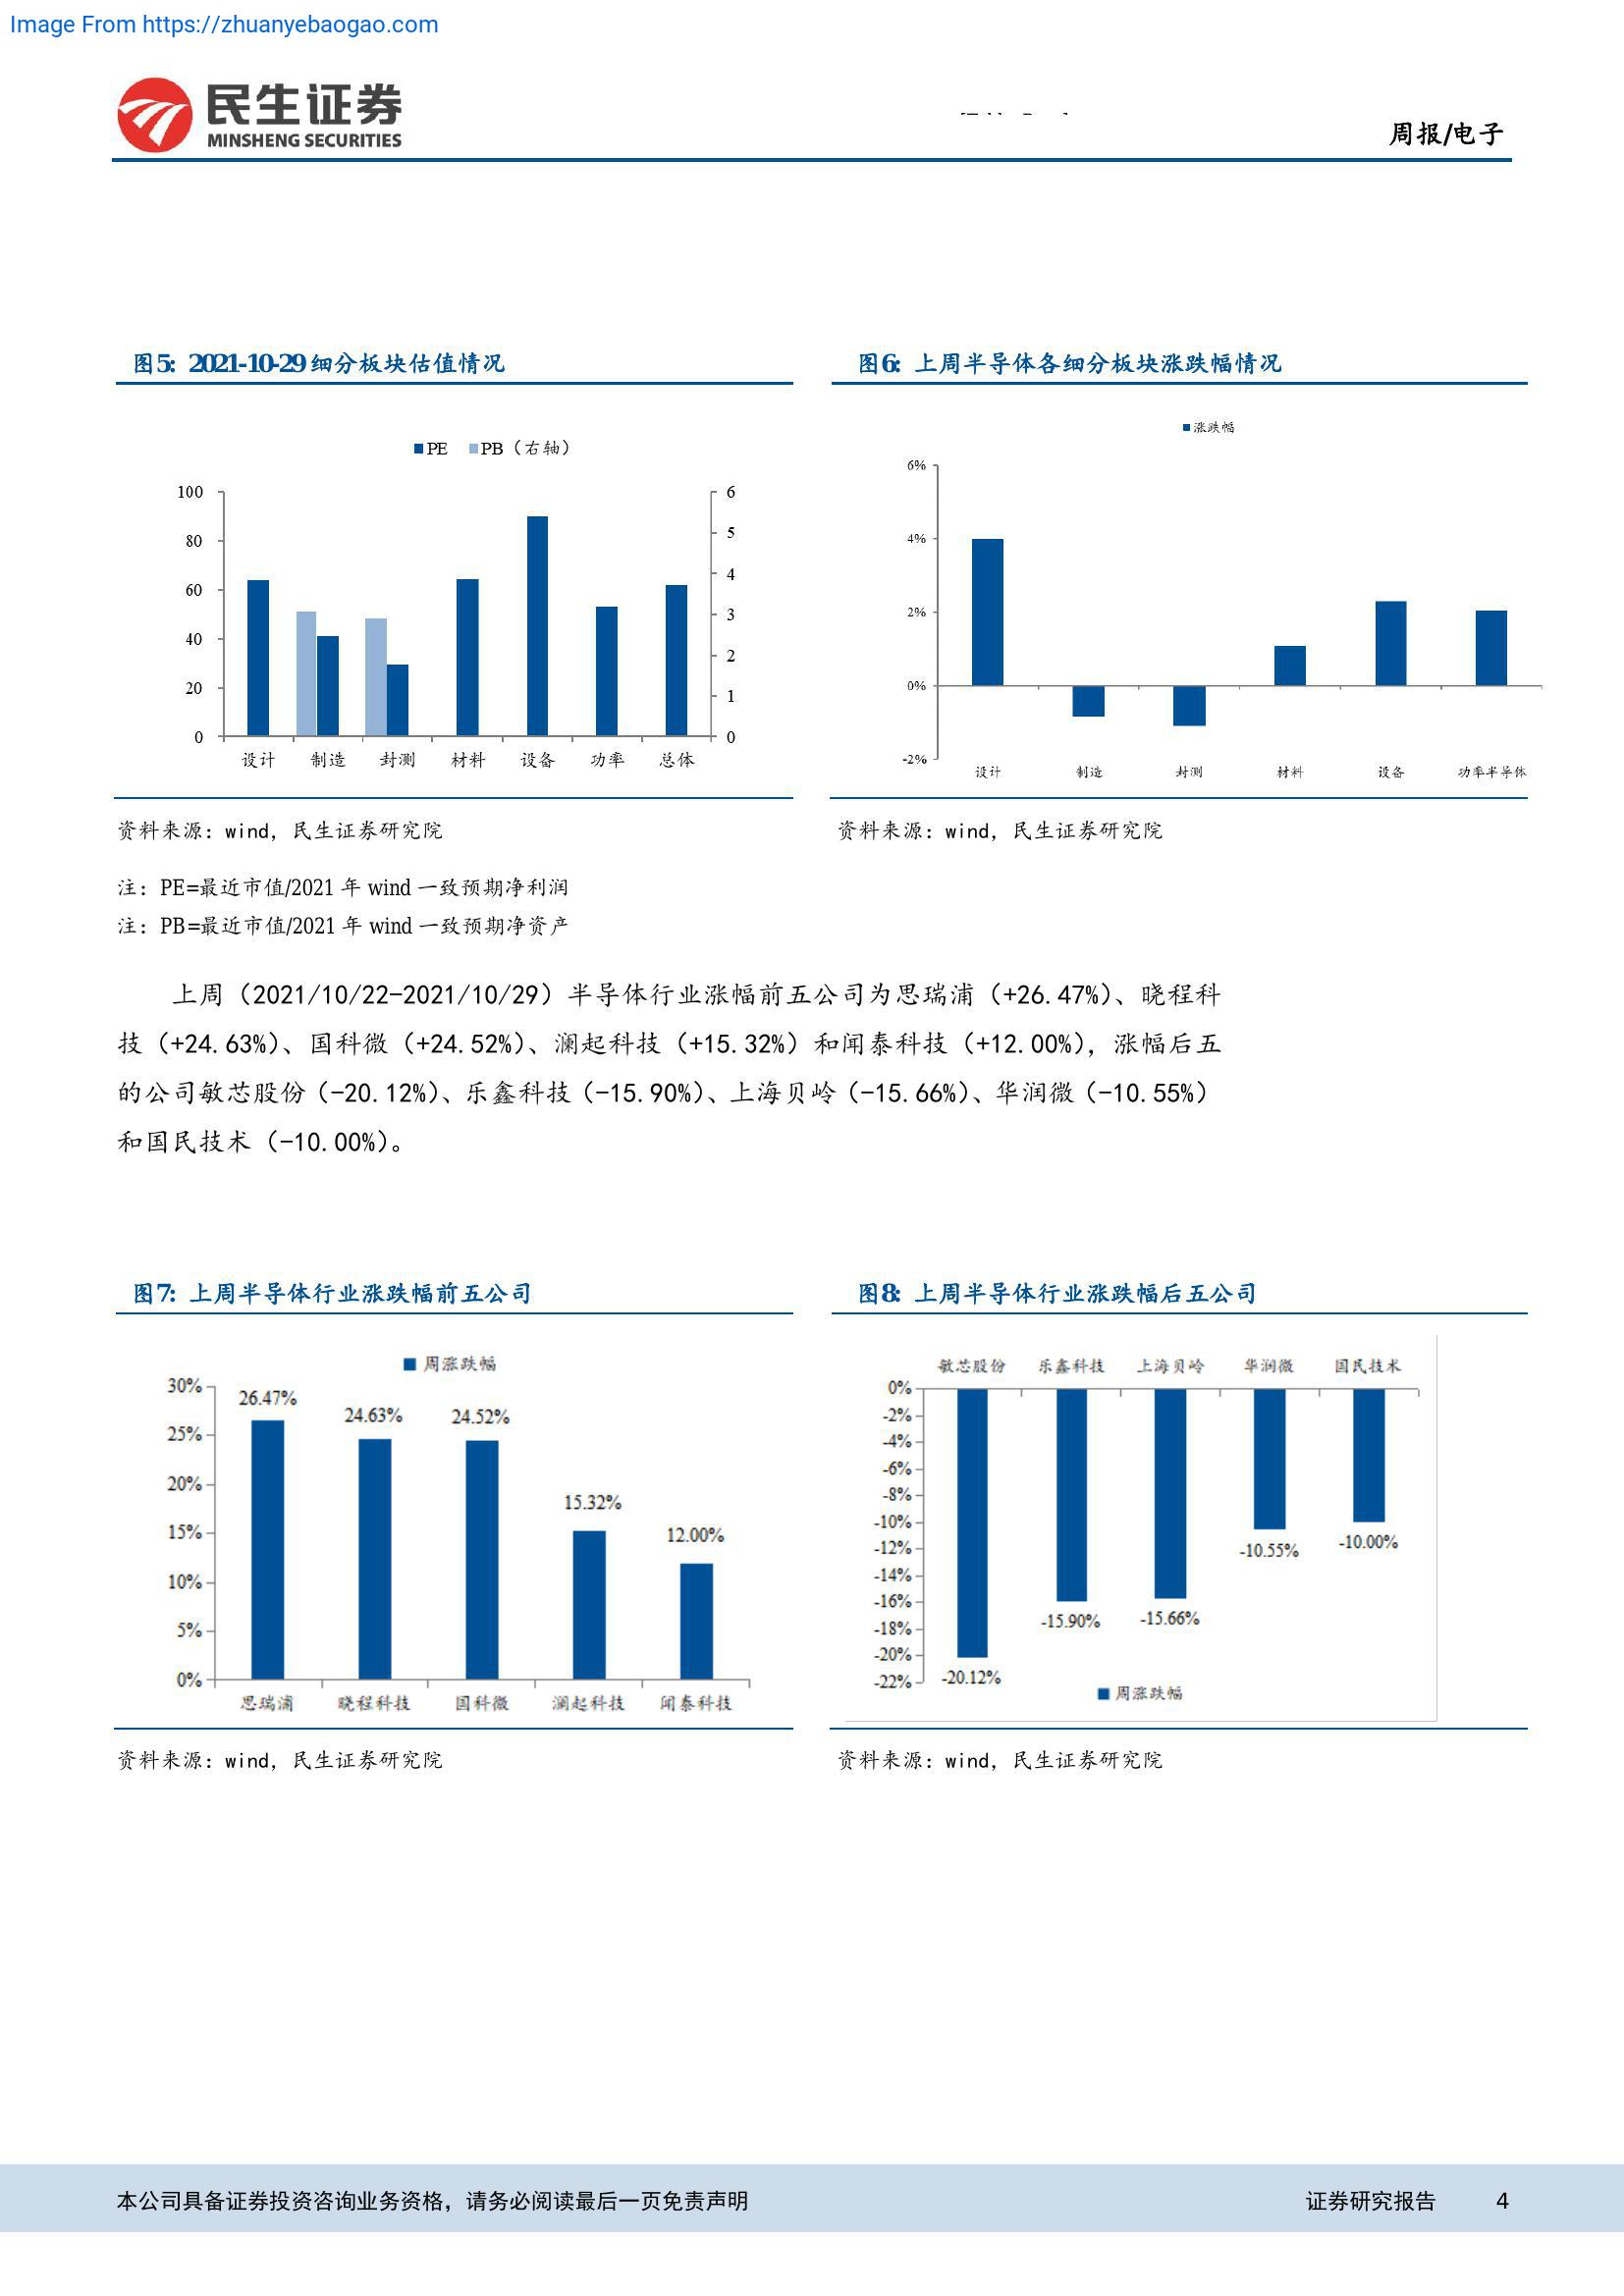 Image From https://zhuanyebaogao.com
民生证券
MINSHENG SECURITIES
周报/电子
图5: 2021-10-29细分板块估值情况
PE PB（右轴）
100
80
60
40
20
0
6
5
4
3
2
1
0
设计 制造 封测 材料 设备 功率 总体
资料来源：wind，民生证券研究院
图6: 上周半导体各细分板块涨跌幅情况
涨跌幅
6%
4%
2%
0%
-2%
设计 制造 封测 材料 设备 功率半导体
资料来源：wind，民生证券研究院
注：PE=最近市值/2021 年 wind 一致预期净利润
注：PB=最近市值/2021 年 wind 一致预期净资产
上周（2021/10/22-2021/10/29）半导体行业涨幅前五公司为思瑞浦（+26.47%）、晓程科
技（+24.63%）、国科微（+24.52%）、澜起科技（+15.32%）和闻泰科技（+12.00%），涨幅后五
的公司敏芯股份（-20.12%）、乐鑫科技（-15.90%）、上海贝岭（-15.66%）、华润微（-10.55%）
和国民技术（-10.00%）。
图7: 上周半导体行业涨跌幅前五公司
周涨跌幅
30%
25%
20%
15%
10%
5%
0%
26.47%
24.63%
24.52%
15.32%
12.00%
思瑞浦 晓程科技 国科微 澜起科技 闻泰科技
资料来源：wind，民生证券研究院
图8: 上周半导体行业涨跌幅后五公司
敏芯股份 乐鑫科技 上海贝岭 华润微 国民技术
0%
-2%
-4%
-6%
-8%
-10%
-12%
-14%
-16%
-18%
-20%
-22%
-20.12%
-15.90%
-15.66%
-10.55%
-10.00%
周涨跌幅
资料来源：wind，民生证券研究院
本公司具备证券投资咨询业务资格，请务必阅读最后一页免责声明
证券研究报告 4